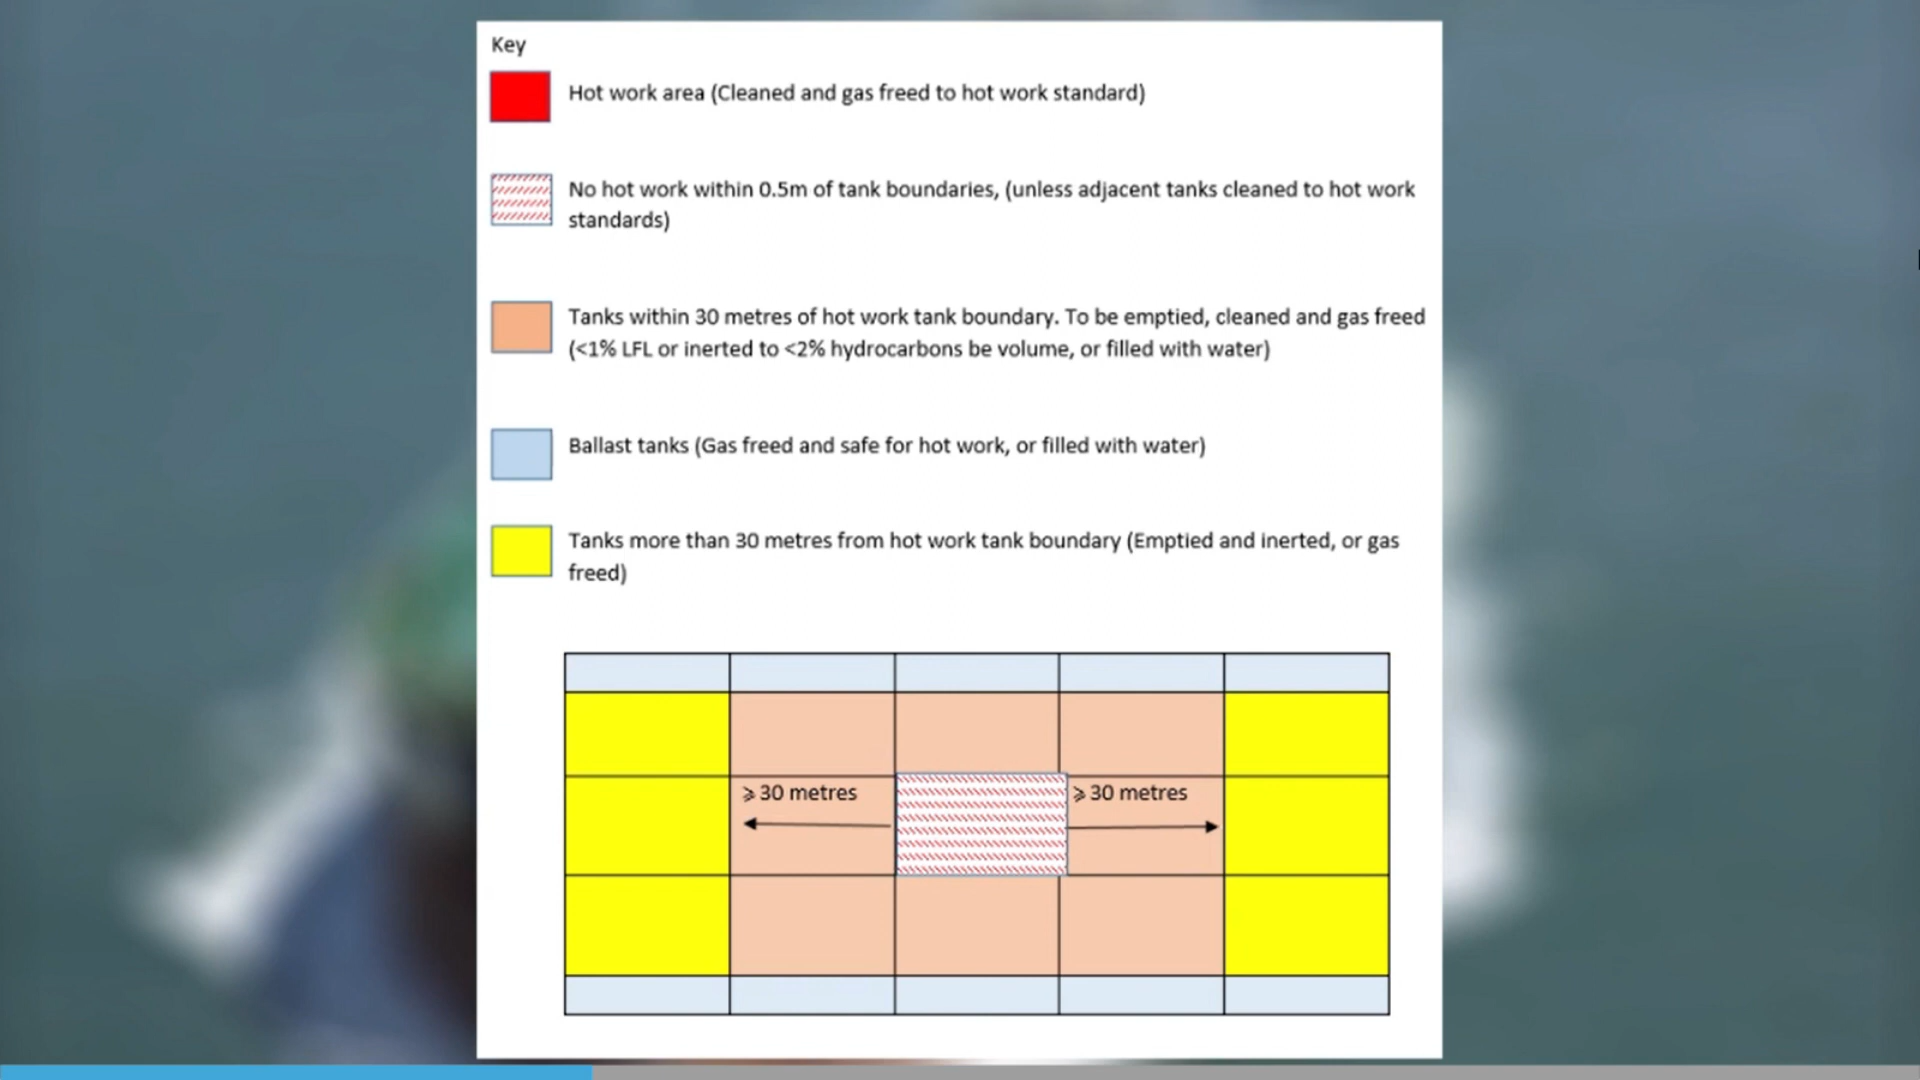 Key
Hot work area (Cleaned and gas freed to hot work standard)
No hot work within 0.5m of tank boundaries, (unless adjacent tanks cleaned to hot work
standards)
Tanks within 30 metres of hot work tank boundary. To be emptied, cleaned and gas freed
(<1% LFL or inerted to <2% hydrocarbons be volume, or filled with water)
Ballast tanks (Gas freed and safe for hot work, or filled with water)
Tanks more than 30 metres from hot work tank boundary (Emptied and inerted, or gas
freed)
⩾ 30 metres
⩾ 30 metres